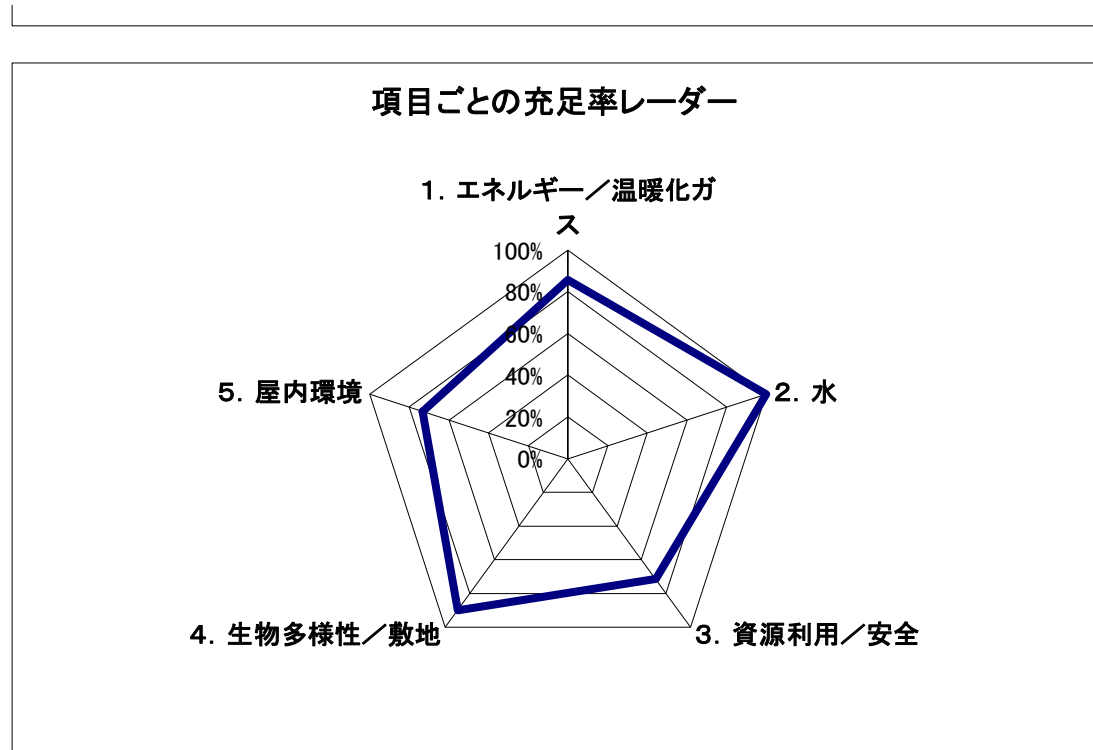 項目ごとの充足率レーダー
1．エネルギー／温暖化ガ
ス
100%
80%
60%
40%
20%
0%
2．水
5．屋内環境
4．生物多様性／敷地
3．資源利用／安全